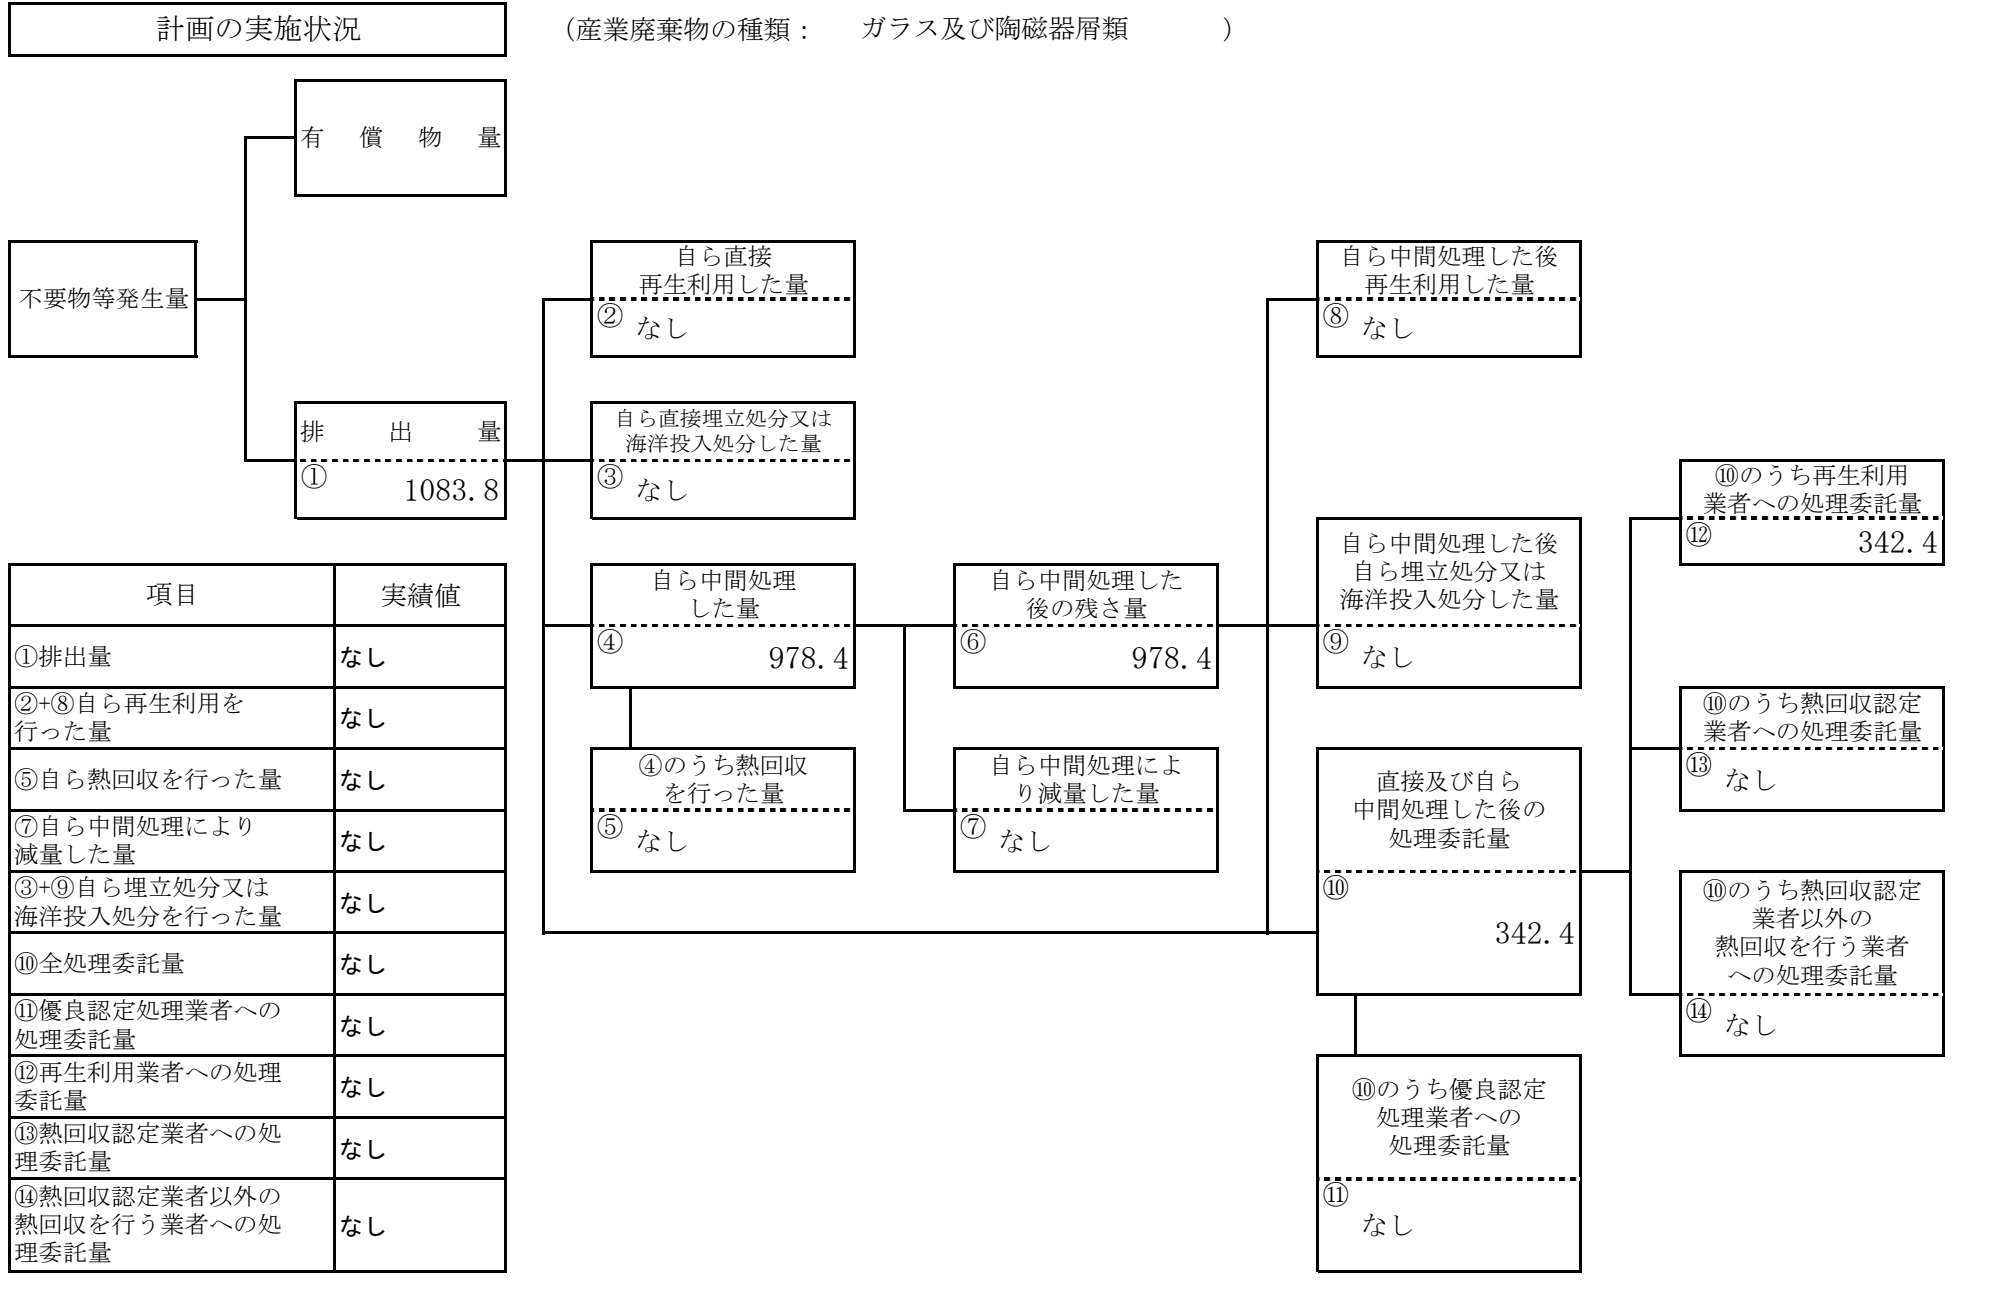 計画の実施状況
（産業廃棄物の種類： ガラス及び陶磁器屑類 ）
有償物量
不要物等発生量
排出量
①
1083.8
自ら直接
再生利用した量
②
なし
自ら直接埋立処分又は
海洋投入処分した量
③
なし
自ら中間処理
した量
④
978.4
④のうち熱回収
を行った量
⑤
なし
自ら中間処理した
後の残さ量
⑥
978.4
自ら中間処理によ
り減量した量
⑦
なし
自ら中間処理した後
再生利用した量
⑧
なし
自ら中間処理した後
自ら埋立処分又は
海洋投入処分した量
⑨
なし
直接及び自ら
中間処理した後の
処理委託量
⑩
342.4
⑩のうち優良認定
処理業者への
処理委託量
⑪
なし
⑩のうち再生利用
業者への処理委託量
⑫
342.4
⑩のうち熱回収認定
業者への処理委託量
⑬
なし
⑩のうち熱回収認定
業者以外の
熱回収を行う業者
への処理委託量
⑭
なし
項目 実績値
①排出量 なし
②+⑧自ら再生利用を
行った量 なし
⑤自ら熱回収を行った量 なし
⑦自ら中間処理により
減量した量 なし
③+⑨自ら埋立処分又は
海洋投入処分を行った量 なし
⑩全処理委託量 なし
⑪優良認定処理業者への
処理委託量 なし
⑫再生利用業者への処理
委託量 なし
⑬熱回収認定業者への処
理委託量 なし
⑭熱回収認定業者以外の
熱回収を行う業者への処
理委託量 なし